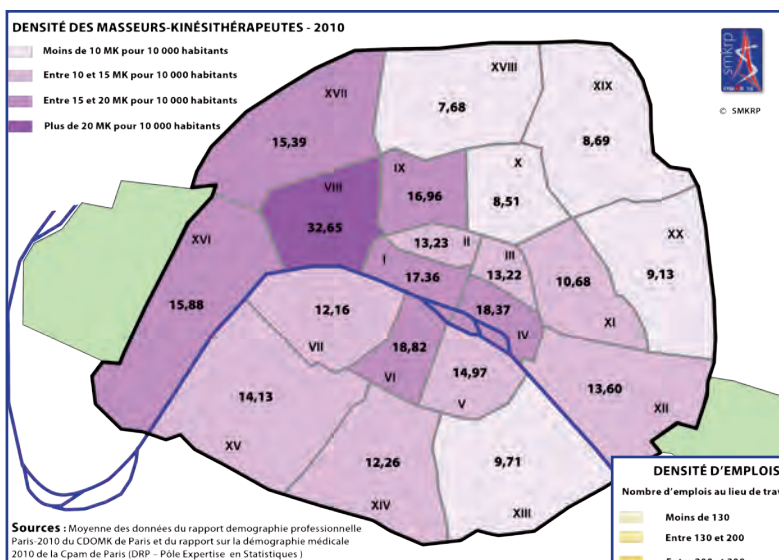 DENSITÉ DES MASSEURS-KINÉSITHÉRAPEUTES - 2010
Moins de 10 MK pour 10 000 habitants
Entre 10 et 15 MK pour 10 000 habitants
Entre 15 et 20 MK pour 10 000 habitants
Plus de 20 MK pour 10 000 habitants
smkrp
© SMKRP
XVII
15,39
XVIII
7,68
XIX
8,69
VIII
32,65
IX
16,96
X
8,51
XX
9,13
XVI
15,88
I
17,36
13,23
II
III
13,22
10,68
XI
12,16
VII
18,82
VI
18,37
IV
14,97
V
13,60
XII
14,13
XV
12,26
XIV
9,71
XIII
Sources : Moyenne des données du rapport demographie professionnelle
Paris-2010 du CDOMK de Paris et du rapport sur la démographie médicale
2010 de la Cpam de Paris (DRP – Pôle Expertise en Statistiques )
DENSITÉ D'EMPLOIS
Nombre d'emplois au lieu de trav
Moins de 130
Entre 130 et 200